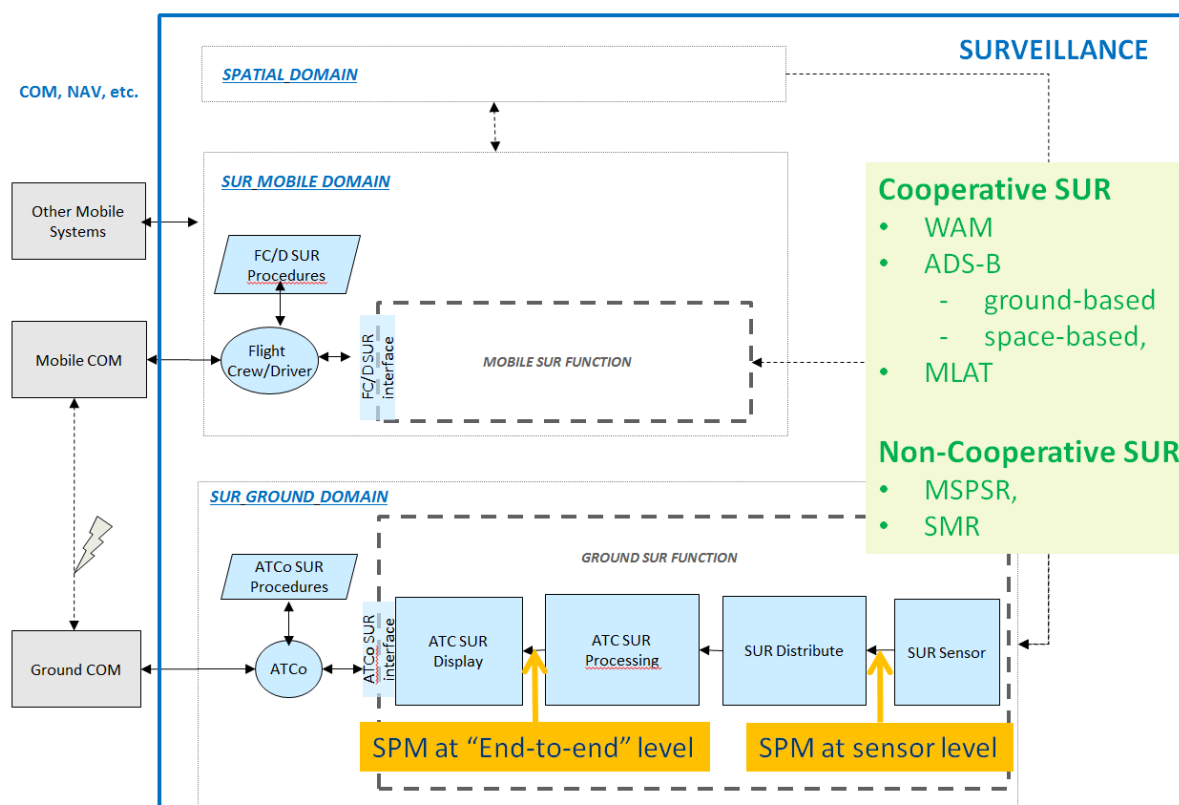 SURVEILLANCE
SPATIAL DOMAIN
COM, NAV, etc.
SUR MOBILE DOMAIN
Other Mobile
Systems
FC/D SUR
Procedures
Mobile COM
Flight
Crew/Driver
FC/D SUR
interface
MOBILE SUR FUNCTION
Cooperative SUR
• WAM
• ADS-B
- ground-based
- space-based,
• MLAT
Non-Cooperative SUR
• MSPSR,
• SMR
SUR GROUND DOMAIN
GROUND SUR FUNCTION
ATCo SUR
Procedures
Ground COM
ATCo
ATCo SUR
interface
ATC SUR
Display
ATC SUR
Processing
SUR Distribute
SUR Sensor
SPM at “End-to-end” level
SPM at sensor level